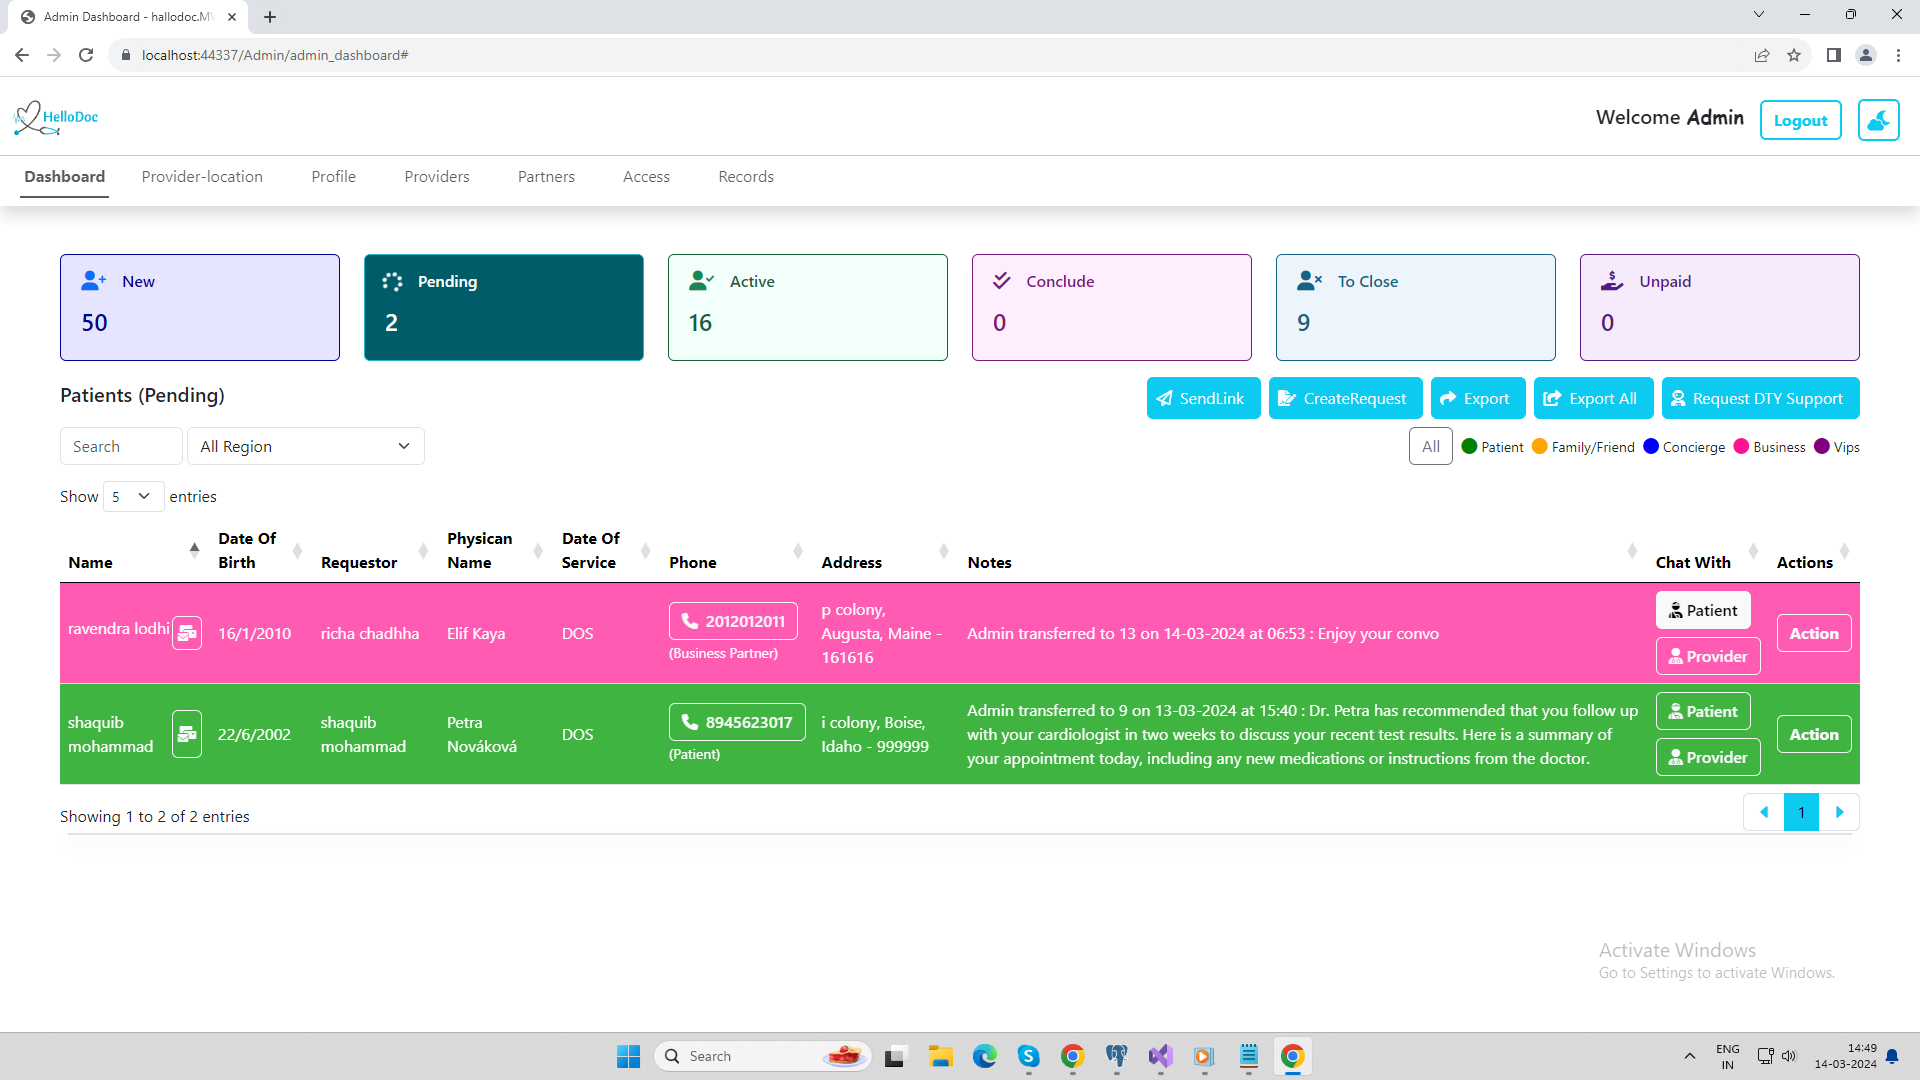 Admin Dashboard - hallodoc.MV
localhost:44337/Admin/admin_dashboard#
HelloDoc
Welcome Admin
Logout
Dashboard
Provider-location
Profile
Providers
Partners
Access
Records
New
50
Pending
2
Active
16
Conclude
0
To Close
9
Unpaid
0
Patients (Pending)
SendLink
CreateRequest
Export
Export All
Request DTY Support
Search
All Region
All
Patient
Family/Friend
Concierge
Business
Vips
Show 5 entries
Name
Date Of
Birth
Requestor
Physican
Name
Date Of
Service
Phone
Address
Notes
Chat With
Actions
ravendra lodhi
16/1/2010
richa chadhha
Elif Kaya
DOS
2012012011
(Business Partner)
p colony,
Augusta, Maine -
161616
Admin transferred to 13 on 14-03-2024 at 06:53 : Enjoy your convo
Patient
Provider
Action
shaquib
mohammad
22/6/2002
shaquib
mohammad
Petra
Nováková
DOS
8945623017
(Patient)
i colony, Boise,
Idaho - 999999
Admin transferred to 9 on 13-03-2024 at 15:40 : Dr. Petra has recommended that you follow up
with your cardiologist in two weeks to discuss your recent test results. Here is a summary of
your appointment today, including any new medications or instructions from the doctor.
Patient
Provider
Action
Showing 1 to 2 of 2 entries
1
Activate Windows
Go to Settings to activate Windows.
Search
ENG
IN
14:49
14-03-2024